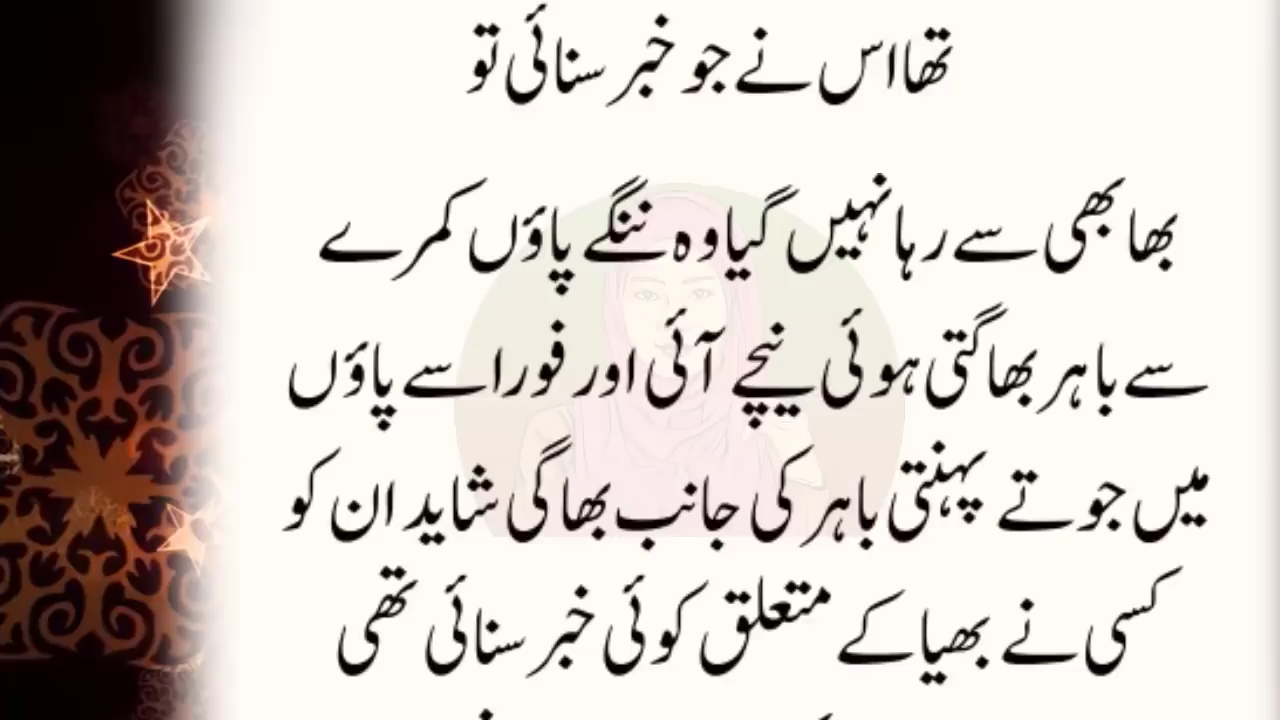 تھا اس نے جو خبر سنائی تو
بھابھی سے رہا نہیں گیا وہ ننگے پاؤں کمرے
سے باہر بھاگتی ہوئی نیچے آئی اور فورا سے پاؤں
میں جوتے پہنتی باہر کی جانب بھاگی شاید ان کو
کسی نے بھیا کے متعلق کوئی خبر سنائی تھی